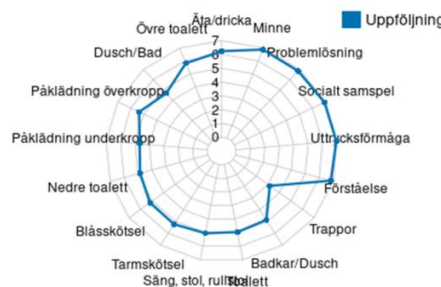 Äta/dricka
Övre toalett
Minne
Uppföljning
Dusch/Bad
Problemlösning
Påklädning överkropp
Socialt samspel
Påklädning underkropp
Uttrycksförmåga
Nedre toalett
Förståelse
Blåsskötsel
Trappor
Tarmskötsel
Badkar/Dusch
Säng, stol, rullstol
Toalett
7
6
5
4
3
2
1
0